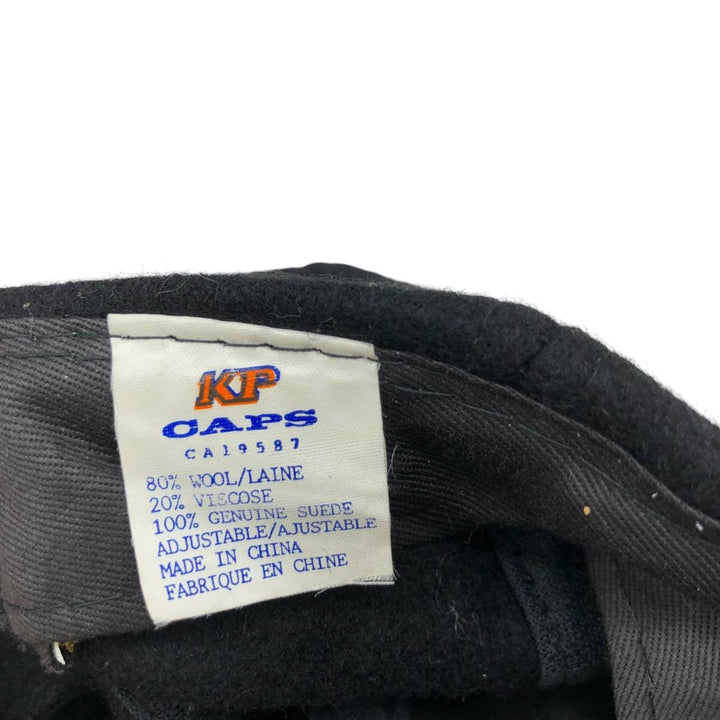 KP
CAPS
CA19587
80% WOOL/LAINE
20% VISCOSE
100% GENUINE SUEDE
ADJUSTABLE/AJUSTABLE
MADE IN CHINA
FABRIQUE EN CHINE